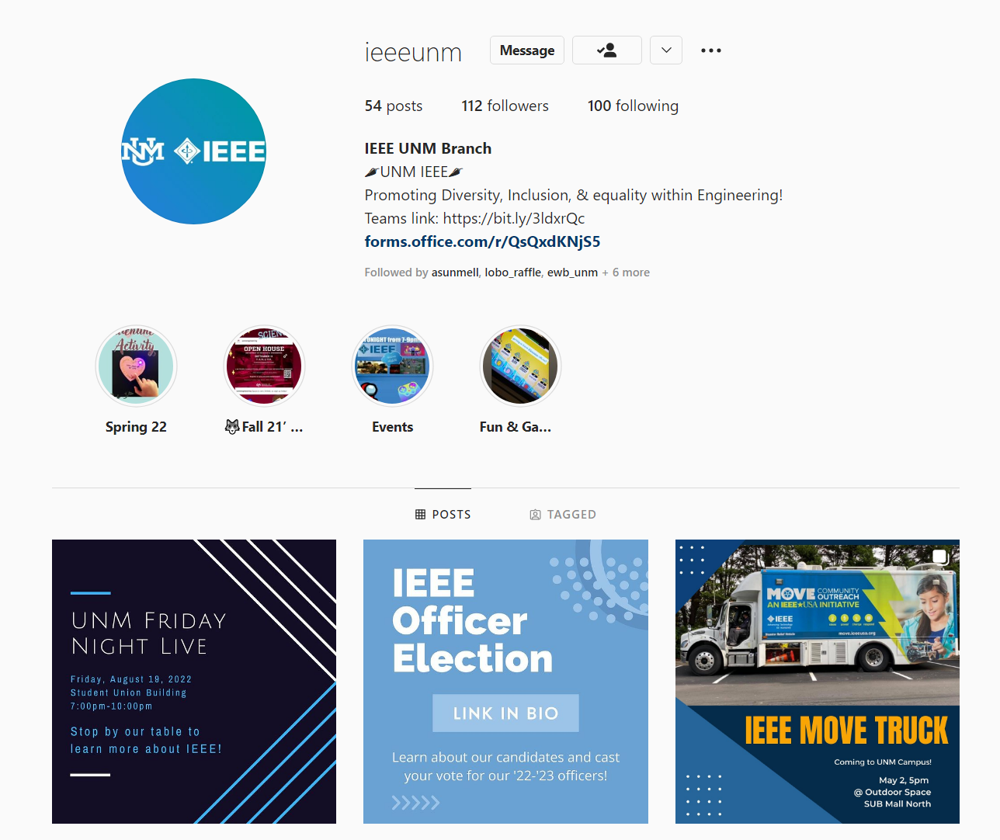 ieeeunm
Message
54 posts 112 followers 100 following
IEEE UNM Branch
UNM IEEE
Promoting Diversity, Inclusion, & equality within Engineering!
Teams link: https://bit.ly/3ldxrQc
forms.office.com/r/QsQxdKNjS5
Followed by asunmell, lobo_raffle, ewb_unm + 6 more
UNM IEEE
Activity
OPEN HOUSE
TONIGHT from 7-9pm
IEEE
Spring 22
Fall 21' ...
Events
Fun & Ga...
POSTS
TAGGED
UNM FRIDAY
NIGHT LIVE
Friday, August 19, 2022
Student Union Building
7:00pm-10:00pm
Stop by our table to
learn more about IEEE!
IEEE
Officer
Election
LINK IN BIO
Learn about our candidates and cast
your vote for our '22-'23 officers!
MOVE COMMUNITY OUTREACH
AN IEEE★USA INITIATIVE
IEEE
move.ieeeusa.org
IEEE MOVE TRUCK
Coming to UNM Campus!
May 2, 5pm
@ Outdoor Space
SUB Mall North